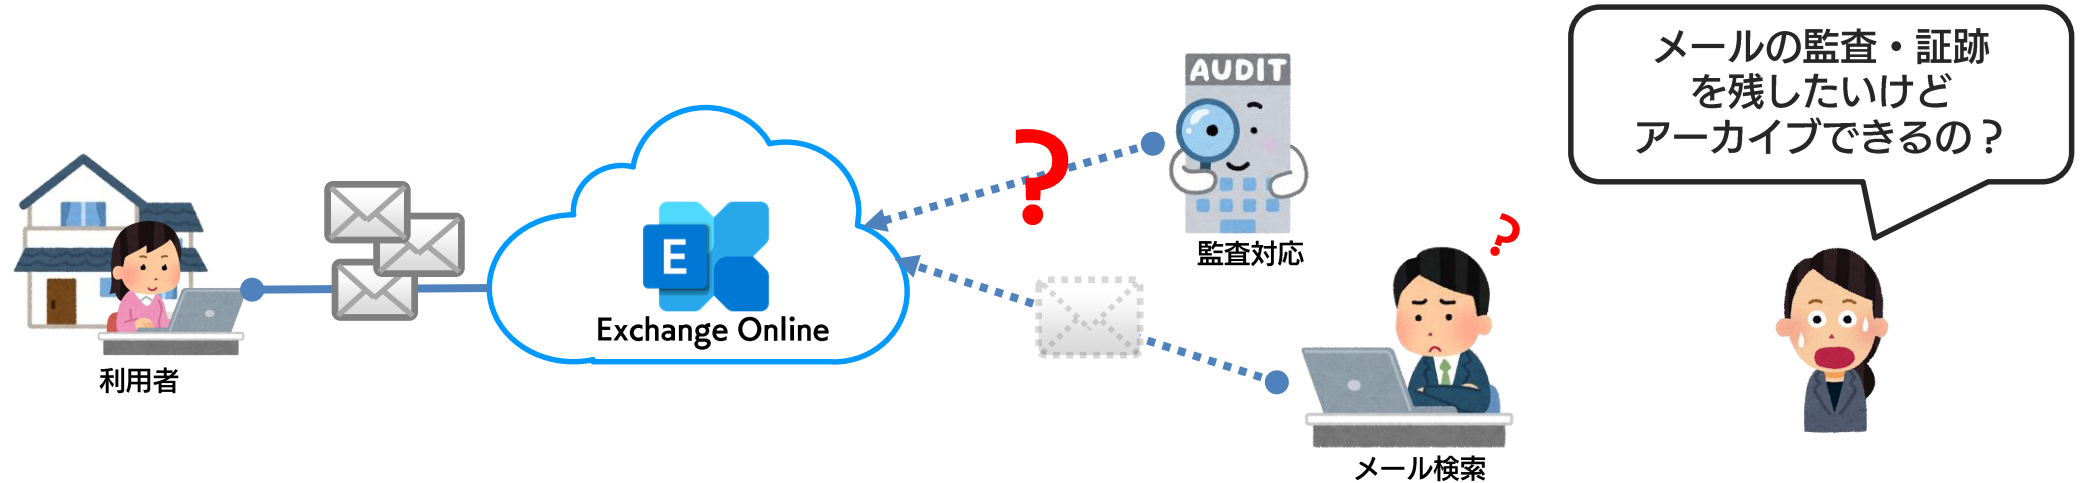 メールの監査・証跡
を残したいけど
アーカイブできるの？
AUDIT
?
監査対応
?
E
Exchange Online
利用者
メール検索